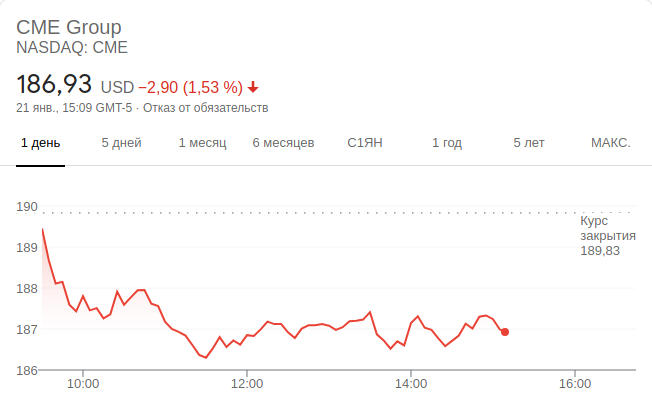 CME Group
NASDAQ: CME
186,93 USD −2,90 (1,53 %)
21 янв., 15:09 GMT-5 · Отказ от обязательств
1 день 5 дней 1 месяц 6 месяцев С1ЯН 1 год 5 лет МАКС.
190
Курс
закрытия
189,83
189
188
187
186
10:00 12:00 14:00 16:00